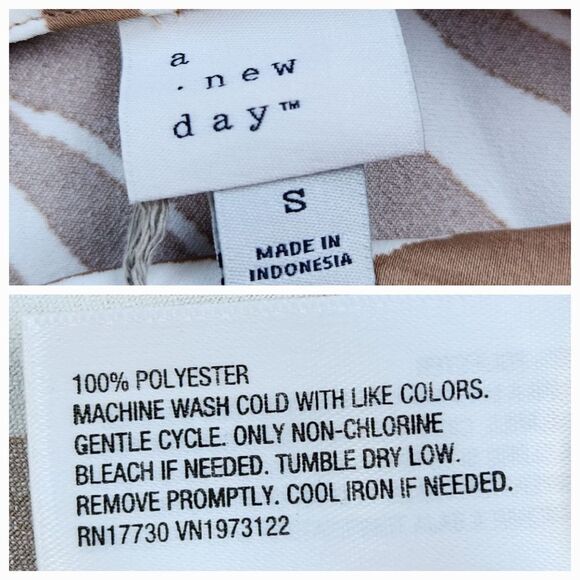 a
· new
day™
S
MADE IN
INDONESIA
100% POLYESTER
MACHINE WASH COLD WITH LIKE COLORS.
GENTLE CYCLE. ONLY NON-CHLORINE
BLEACH IF NEEDED. TUMBLE DRY LOW.
REMOVE PROMPTLY. COOL IRON IF NEEDED.
RN17730 VN1973122